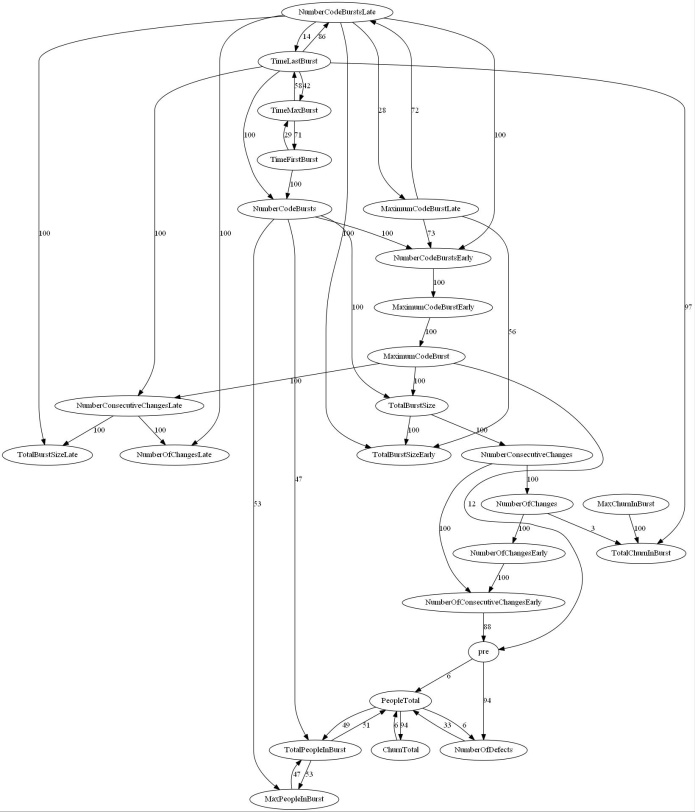 NumberCodeBurstsLate
14 86
TimeLastBurst
58 42
TimeMaxBurst
100 28 72 100
29 71
TimeFirstBurst
100
NumberCodeBursts MaximumCodeBurstLate
100 100 100 100 100 73
NumberCodeBurstsEarly
100
MaximumCodeBurstEarly
100 97
100 56
MaximumCodeBurst
100 100
NumberConsecutiveChangesLate TotalBurstSize
100 100 100 100
TotalBurstSizeLate NumberOfChangesLate TotalBurstSizeEarly NumberConsecutiveChanges
47 100
53 12
NumberOfChanges MaxChurnInBurst
100 100 3 100
NumberOfChangesEarly TotalChurnInBurst
100
NumberOfConsecutiveChangesEarly
88
pre
6
94
PeopleTotal
49 51 6 94 33 6
TotalPeopleInBurst ChurnTotal NumberOfDefects
47 53
MaxPeopleInBurst